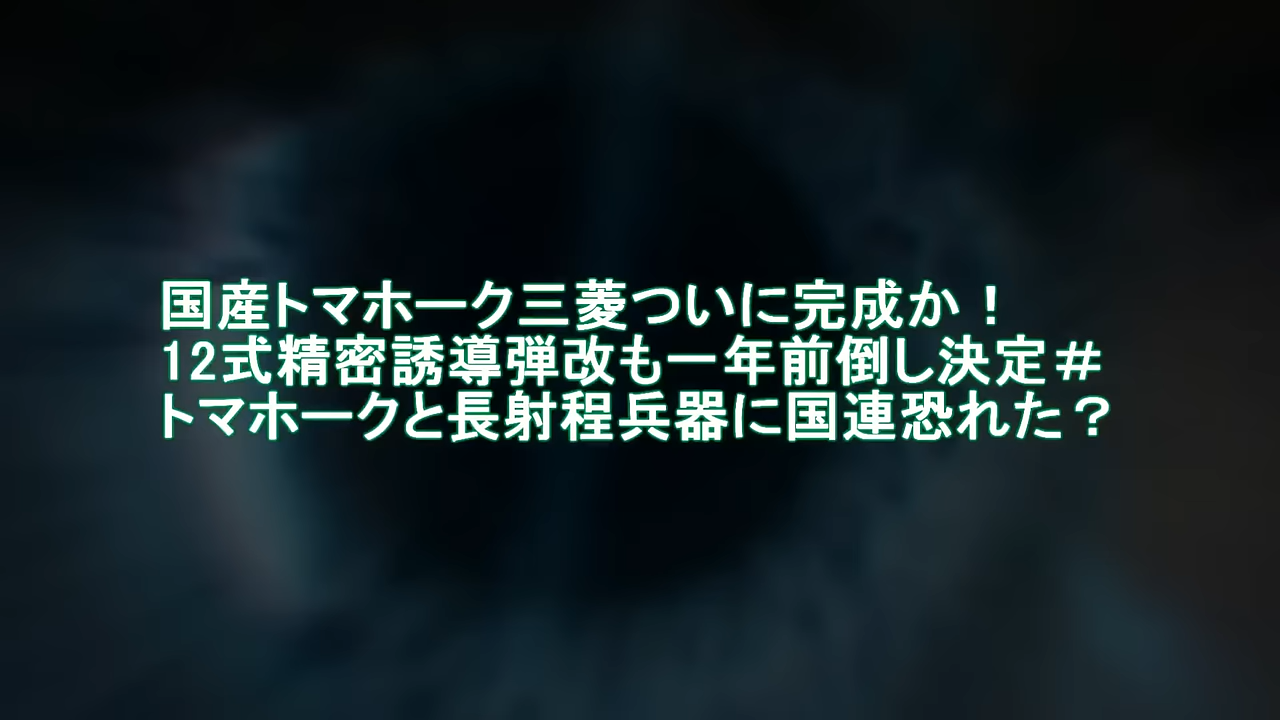 国産トマホーク三菱ついに完成か！
12式精密誘導弾改も一年前倒し決定＃
トマホークと長射程兵器に国連恐れた？